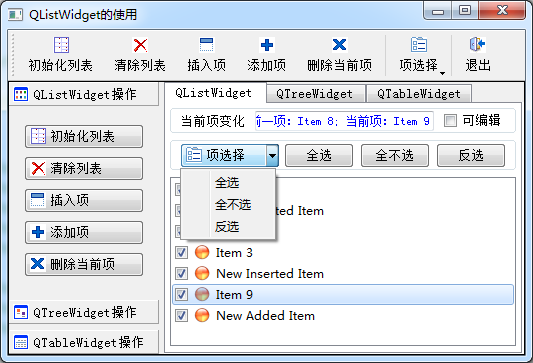 QListWidget的使用
初始化列表 清除列表 插入项 添加项 删除当前项 项选择 退出
QListWidget操作
初始化列表
清除列表
插入项
添加项
删除当前项
QTreeWidget操作
QTableWidget操作
QListWidget QTreeWidget QTableWidget
当前项变化 前一项: Item 8; 当前项: Item 9 可编辑
项选择 全选 全不选 反选
全选
全不选
反选
ted Item
Item 3
New Inserted Item
Item 9
New Added Item